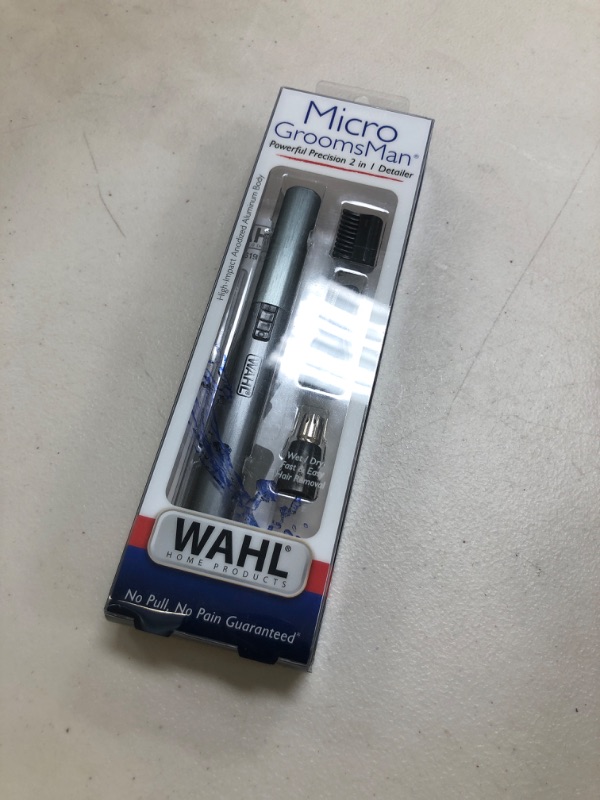 Micro
GroomsMan®
Powerful Precision 2 in 1 Detailer
High-Impact Anodized Aluminum Body
WAHL
Wet / Dry
Fast & Easy
Hair Removal
WAHL®
HOME PRODUCTS
No Pull, No Pain Guaranteed®